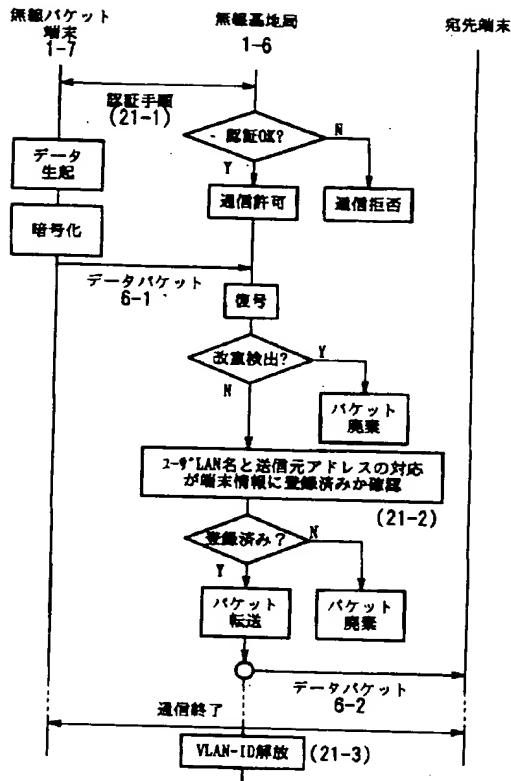 無線パケット
端末
1-7
無線基地局
1-6
宛先端末
認証手順
(21-1)
認証OK?
N
Y
データ
生起
通信許可
通信拒否
暗号化
データパケット
6-1
復号
改竄検出?
Y
N
パケット
廃棄
ユーザLAN名と送信元アドレスの対応
が端末情報に登録済みか確認
(21-2)
登録済み?
N
Y
パケット
転送
パケット
廃棄
データパケット
6-2
通信終了
VLAN-ID解放
(21-3)